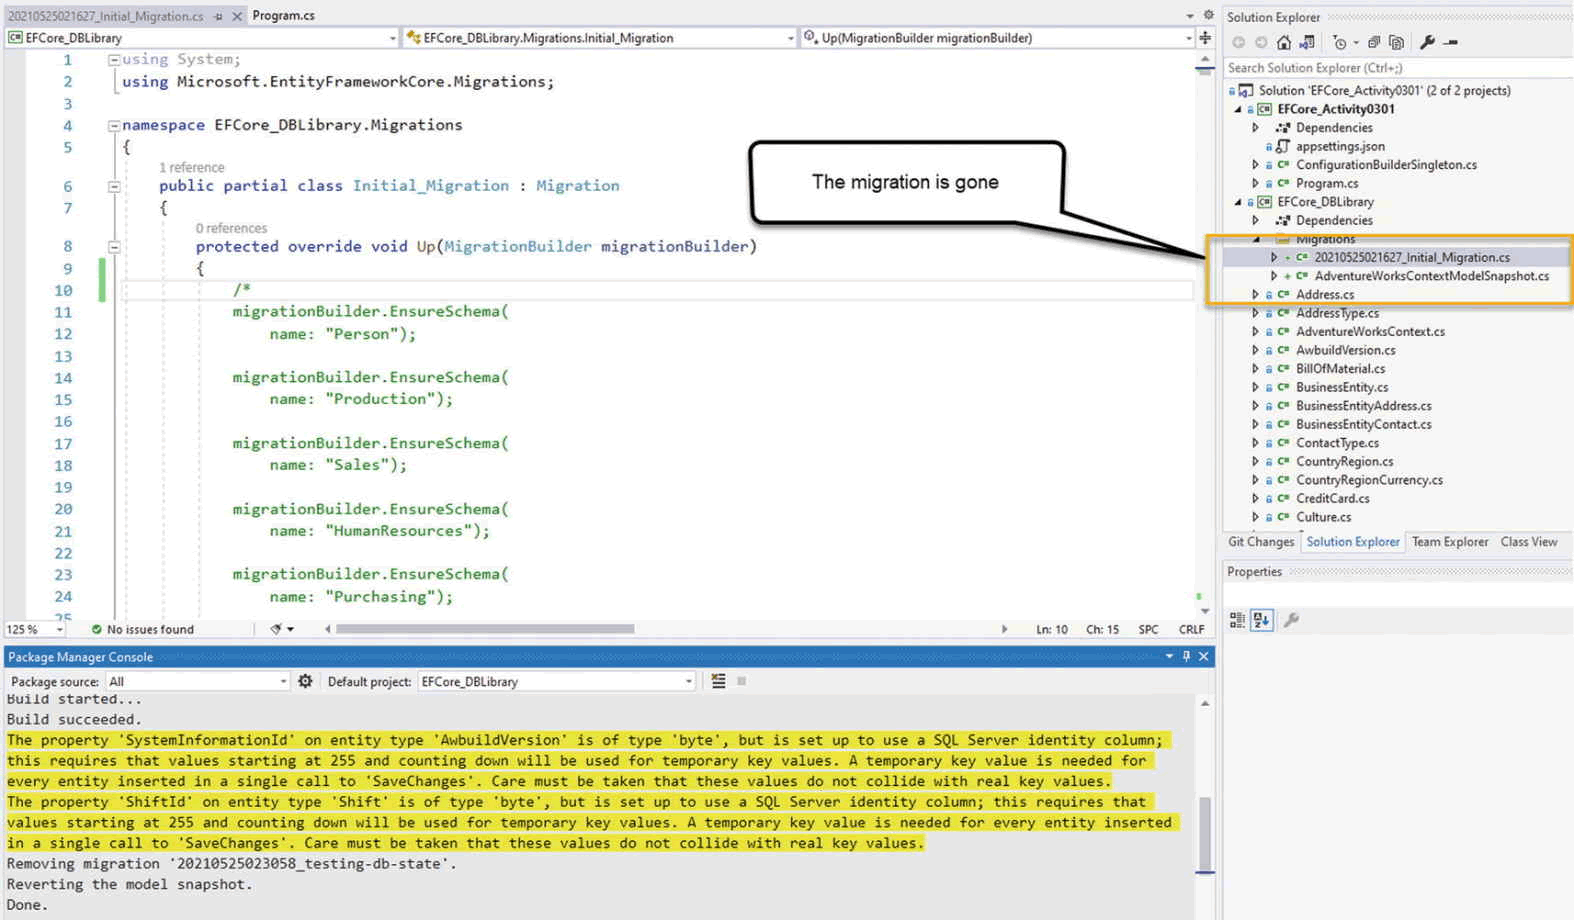 20210525021627_Initial_Migration.cs
Program.cs
EFCore_DBLibrary
EFCore_DBLibrary.Migrations.Initial_Migration
Up(MigrationBuilder migrationBuilder)
1 using System;
2 using Microsoft.EntityFrameworkCore.Migrations;
3
4 namespace EFCore_DBLibrary.Migrations
5 {
1 reference
6 public partial class Initial_Migration : Migration
7 {
0 references
8 protected override void Up(MigrationBuilder migrationBuilder)
9 {
10 /*
11 migrationBuilder.EnsureSchema(
12 name: "Person");
13
14 migrationBuilder.EnsureSchema(
15 name: "Production");
16
17 migrationBuilder.EnsureSchema(
18 name: "Sales");
19
20 migrationBuilder.EnsureSchema(
21 name: "HumanResources");
22
23 migrationBuilder.EnsureSchema(
24 name: "Purchasing");
25
125 %
No issues found
Ln: 10 Ch: 15 SPC CRLF
The migration is gone
Solution Explorer
Search Solution Explorer (Ctrl+;)
Solution 'EFCore_Activity0301' (2 of 2 projects)
EFCore_Activity0301
Dependencies
appsettings.json
ConfigurationBuilderSingleton.cs
Program.cs
EFCore_DBLibrary
Dependencies
Migrations
20210525021627_Initial_Migration.cs
AdventureWorksContextModelSnapshot.cs
Address.cs
AddressType.cs
AdventureWorksContext.cs
AwbuildVersion.cs
BillOfMaterial.cs
BusinessEntity.cs
BusinessEntityAddress.cs
BusinessEntityContact.cs
ContactType.cs
CountryRegion.cs
CountryRegionCurrency.cs
CreditCard.cs
Culture.cs
Git Changes Solution Explorer Team Explorer Class View
Properties
Package Manager Console
Package source: All
Default project: EFCore_DBLibrary
Build started...
Build succeeded.
The property 'SystemInformationId' on entity type 'AwbuildVersion' is of type 'byte', but is set up to use a SQL Server identity column;
this requires that values starting at 255 and counting down will be used for temporary key values. A temporary key value is needed for
every entity inserted in a single call to 'SaveChanges'. Care must be taken that these values do not collide with real key values.
The property 'ShiftId' on entity type 'Shift' is of type 'byte', but is set up to use a SQL Server identity column; this requires that
values starting at 255 and counting down will be used for temporary key values. A temporary key value is needed for every entity inserted
in a single call to 'SaveChanges'. Care must be taken that these values do not collide with real key values.
Removing migration '20210525023058_testing-db-state'.
Reverting the model snapshot.
Done.